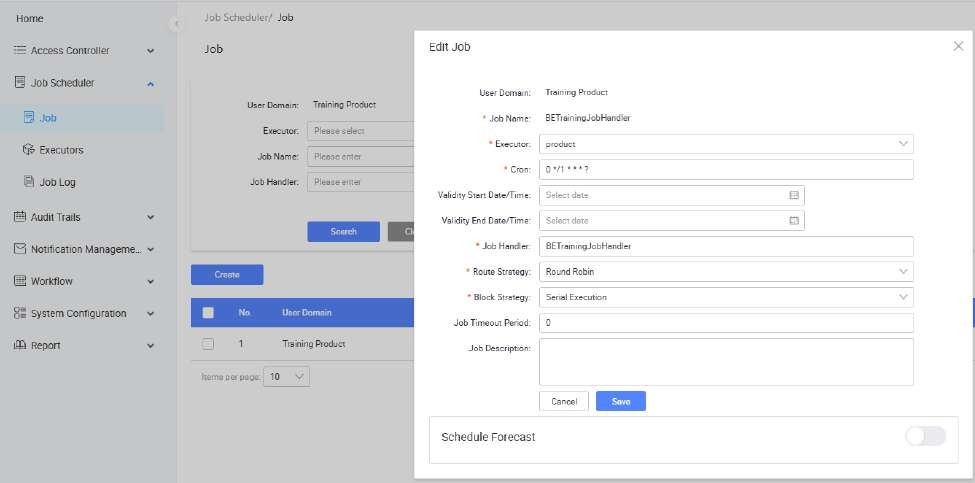 Home
Access Controller
Job Scheduler
Job
Executors
Job Log
Audit Trails
Notification Manageme...
Workflow
System Configuration
Report
Job Scheduler/ Job
Job
User Domain: Training Product
Executor: Please select
Job Name: Please enter
Job Handler: Please enter
Search
Create
No. User Domain
1 Training Product
Items per page: 10
Edit Job
User Domain: Training Product
* Job Name: BETrainingJobHandler
* Executor: product
* Cron: 0 */1 * * * ?
Validity Start Date/Time: Select date
Validity End Date/Time: Select date
* Job Handler: BETrainingJobHandler
* Route Strategy: Round Robin
* Block Strategy: Serial Execution
Job Timeout Period: 0
Job Description:
Cancel Save
Schedule Forecast